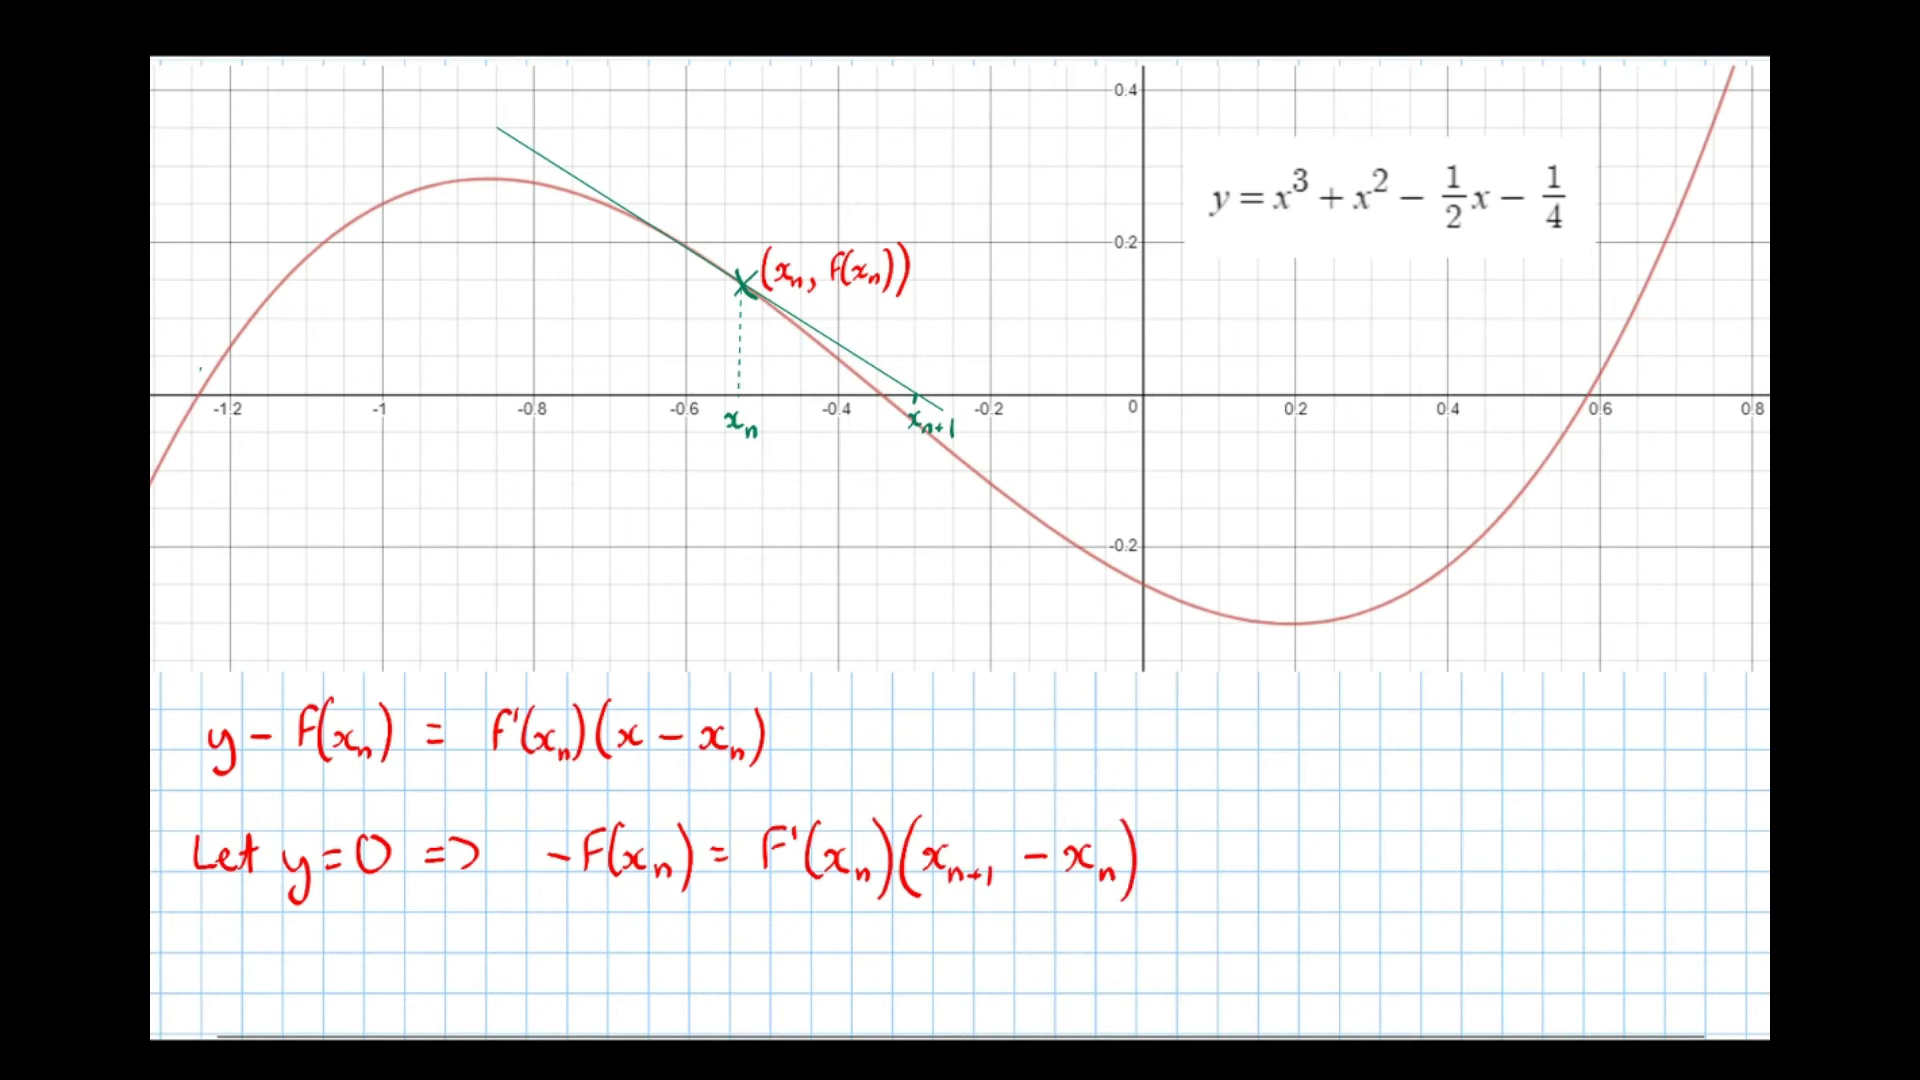 0.4
y = x³ + x² − 1/2 x − 1/4
0.2
(xₙ, f(xₙ))
-1.2 -1 -0.8 -0.6 -0.4 -0.2 0 0.2 0.4 0.6 0.8
xₙ xₙ₊₁
-0.2
y − f(xₙ) = f'(xₙ)(x − xₙ)
Let y=0 => −f(xₙ) = f'(xₙ)(xₙ₊₁ − xₙ)